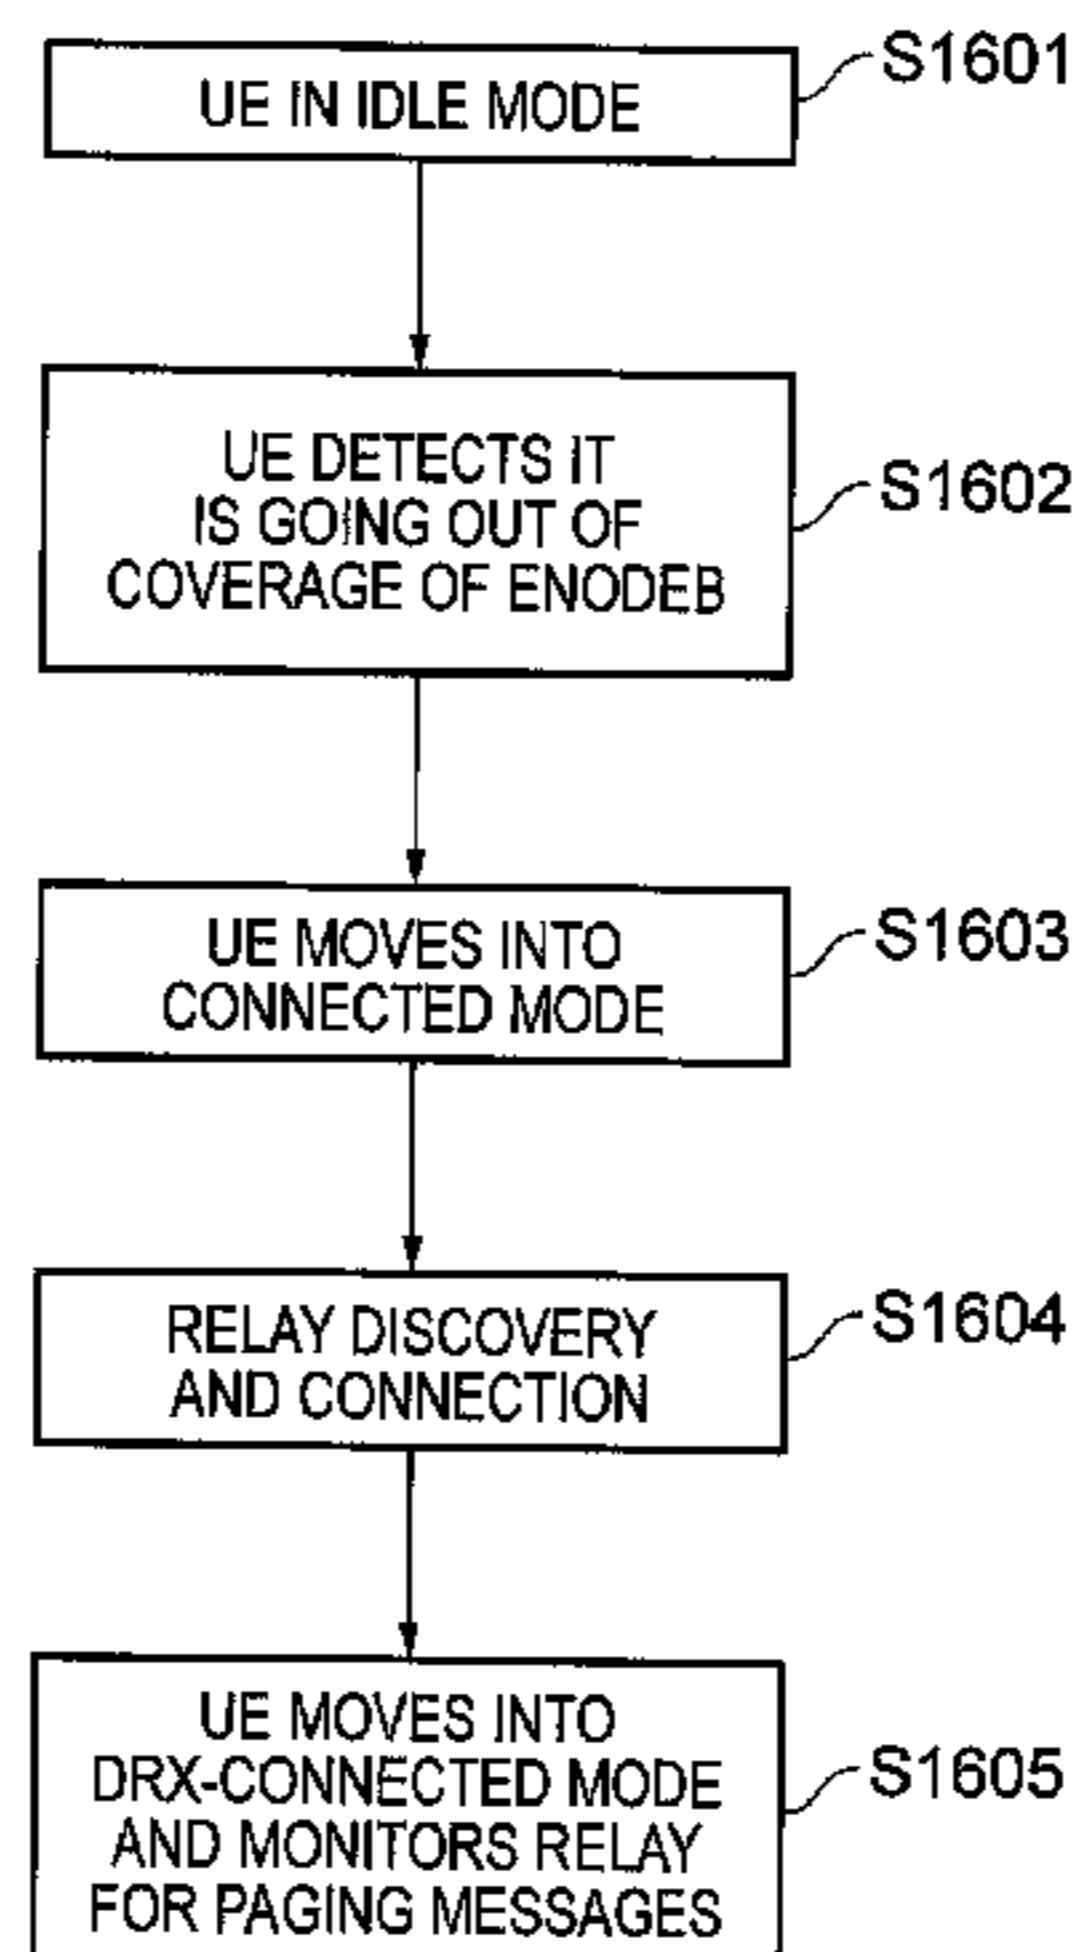 UE IN IDLE MODE
S1601
UE DETECTS IT
IS GOING OUT OF
COVERAGE OF ENODEB
S1602
UE MOVES INTO
CONNECTED MODE
S1603
RELAY DISCOVERY
AND CONNECTION
S1604
UE MOVES INTO
DRX-CONNECTED MODE
AND MONITORS RELAY
FOR PAGING MESSAGES
S1605